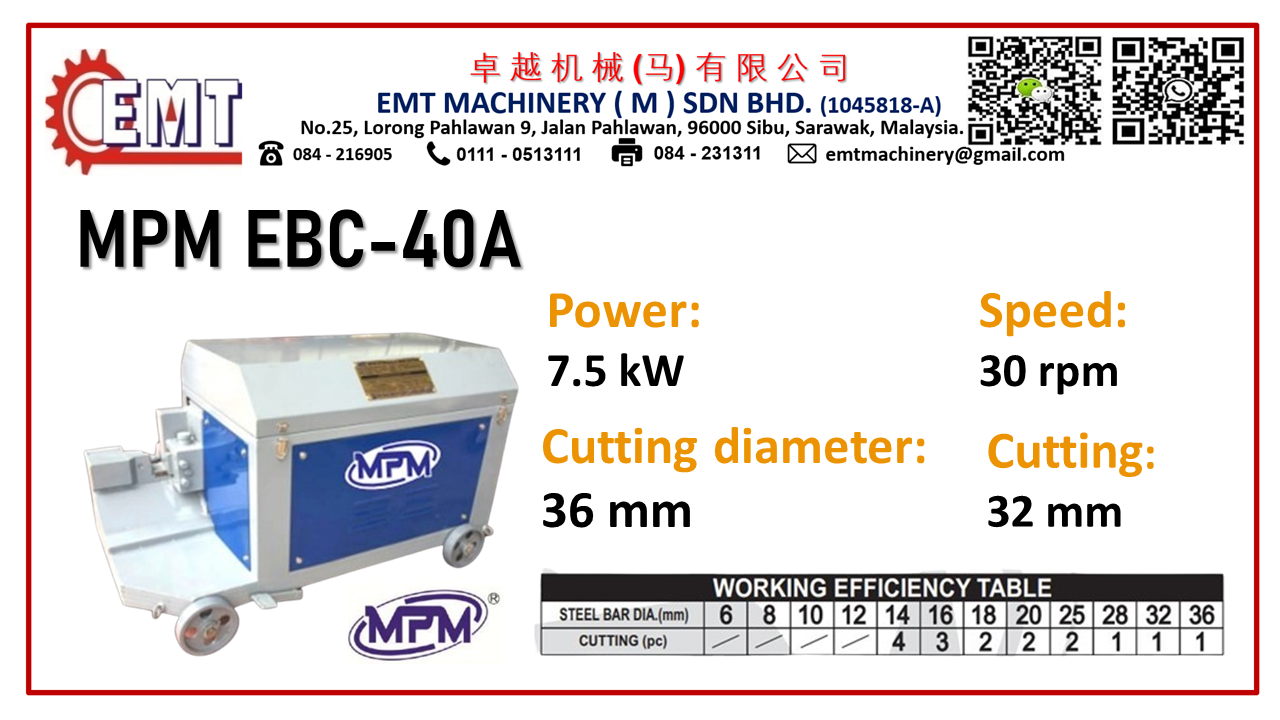 EMT
卓越机械(马)有限公司
EMT MACHINERY ( M ) SDN BHD. (1045818-A)
No.25, Lorong Pahlawan 9, Jalan Pahlawan, 96000 Sibu, Sarawak, Malaysia.
084 - 216905 0111 - 0513111 084 - 231311 emtmachinery@gmail.com
MPM EBC-40A
Power: Speed:
7.5 kW 30 rpm
Cutting diameter: Cutting:
36 mm 32 mm
MPM
MPM®
WORKING EFFICIENCY TABLE
STEEL BAR DIA.(mm) 6 8 10 12 14 16 18 20 25 28 32 36
CUTTING (pc) / / / / 4 3 2 2 2 1 1 1